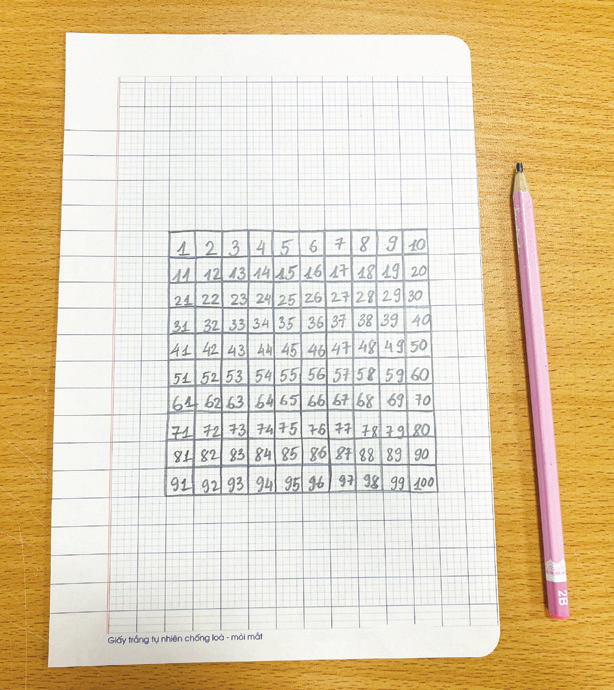 1 2 3 4 5 6 7 8 9 10
11 12 13 14 15 16 17 18 19 20
21 22 23 24 25 26 27 28 29 30
31 32 33 34 35 36 37 38 39 40
41 42 43 44 45 46 47 48 49 50
51 52 53 54 55 56 57 58 59 60
61 62 63 64 65 66 67 68 69 70
71 72 73 74 75 76 77 78 79 80
81 82 83 84 85 86 87 88 89 90
91 92 93 94 95 96 97 98 99 100
Giấy trắng tự nhiên chống loá - mỏi mắt
2B